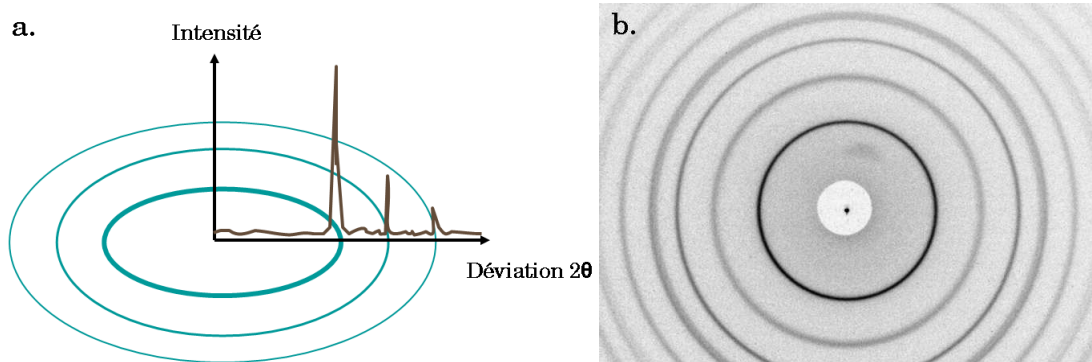 a.
Intensité
Déviation 2θ
b.